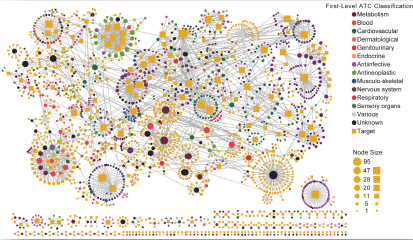 First-Level ATC Classification
Metabolism
Blood
Cardiovascular
Dermatological
Genitourinary
Endocrine
Antiinfective
Antineoplastic
Musculo-skeletal
Nervous system
Respiratory
Sensory organs
Various
Unknown
Target
Node Size
95
47
28
20
11
5
1